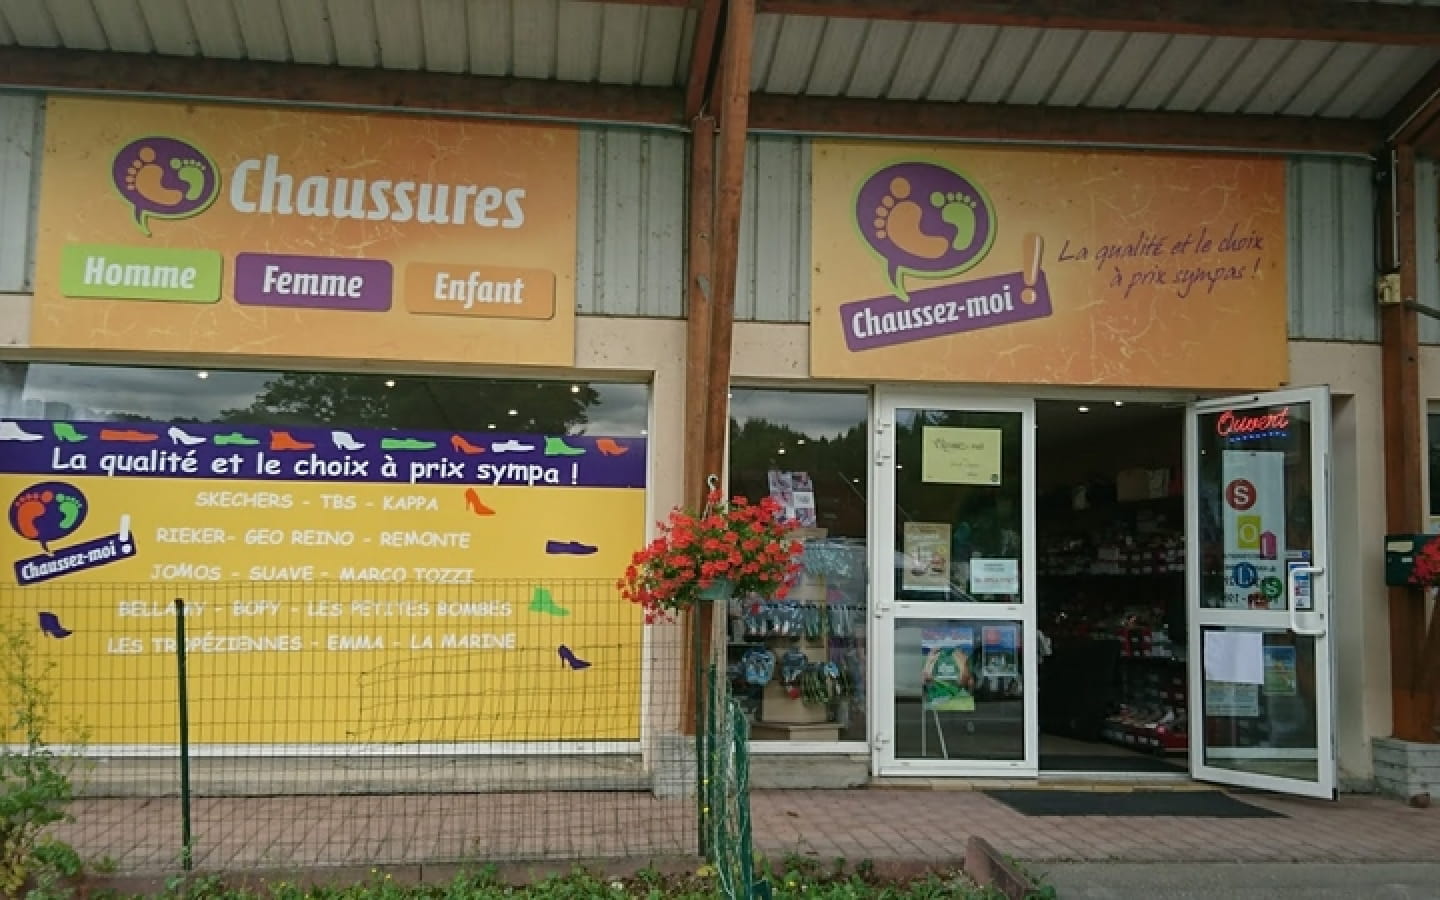 Chaussures
Homme Femme Enfant
Chaussez-moi !
La qualité et le choix
à prix sympas !
La qualité et le choix à prix sympa !
SKECHERS - TBS - KAPPA
RIEKER- GEO REINO - REMONTE
JOMOS - SUAVE - MARCO TOZZI
BELLAMY - BOPY - LES PETITES BOMBES
LES TROPÉZIENNES - EMMA - LA MARINE
Chaussez-moi !
Ouvert
S
O
L
S